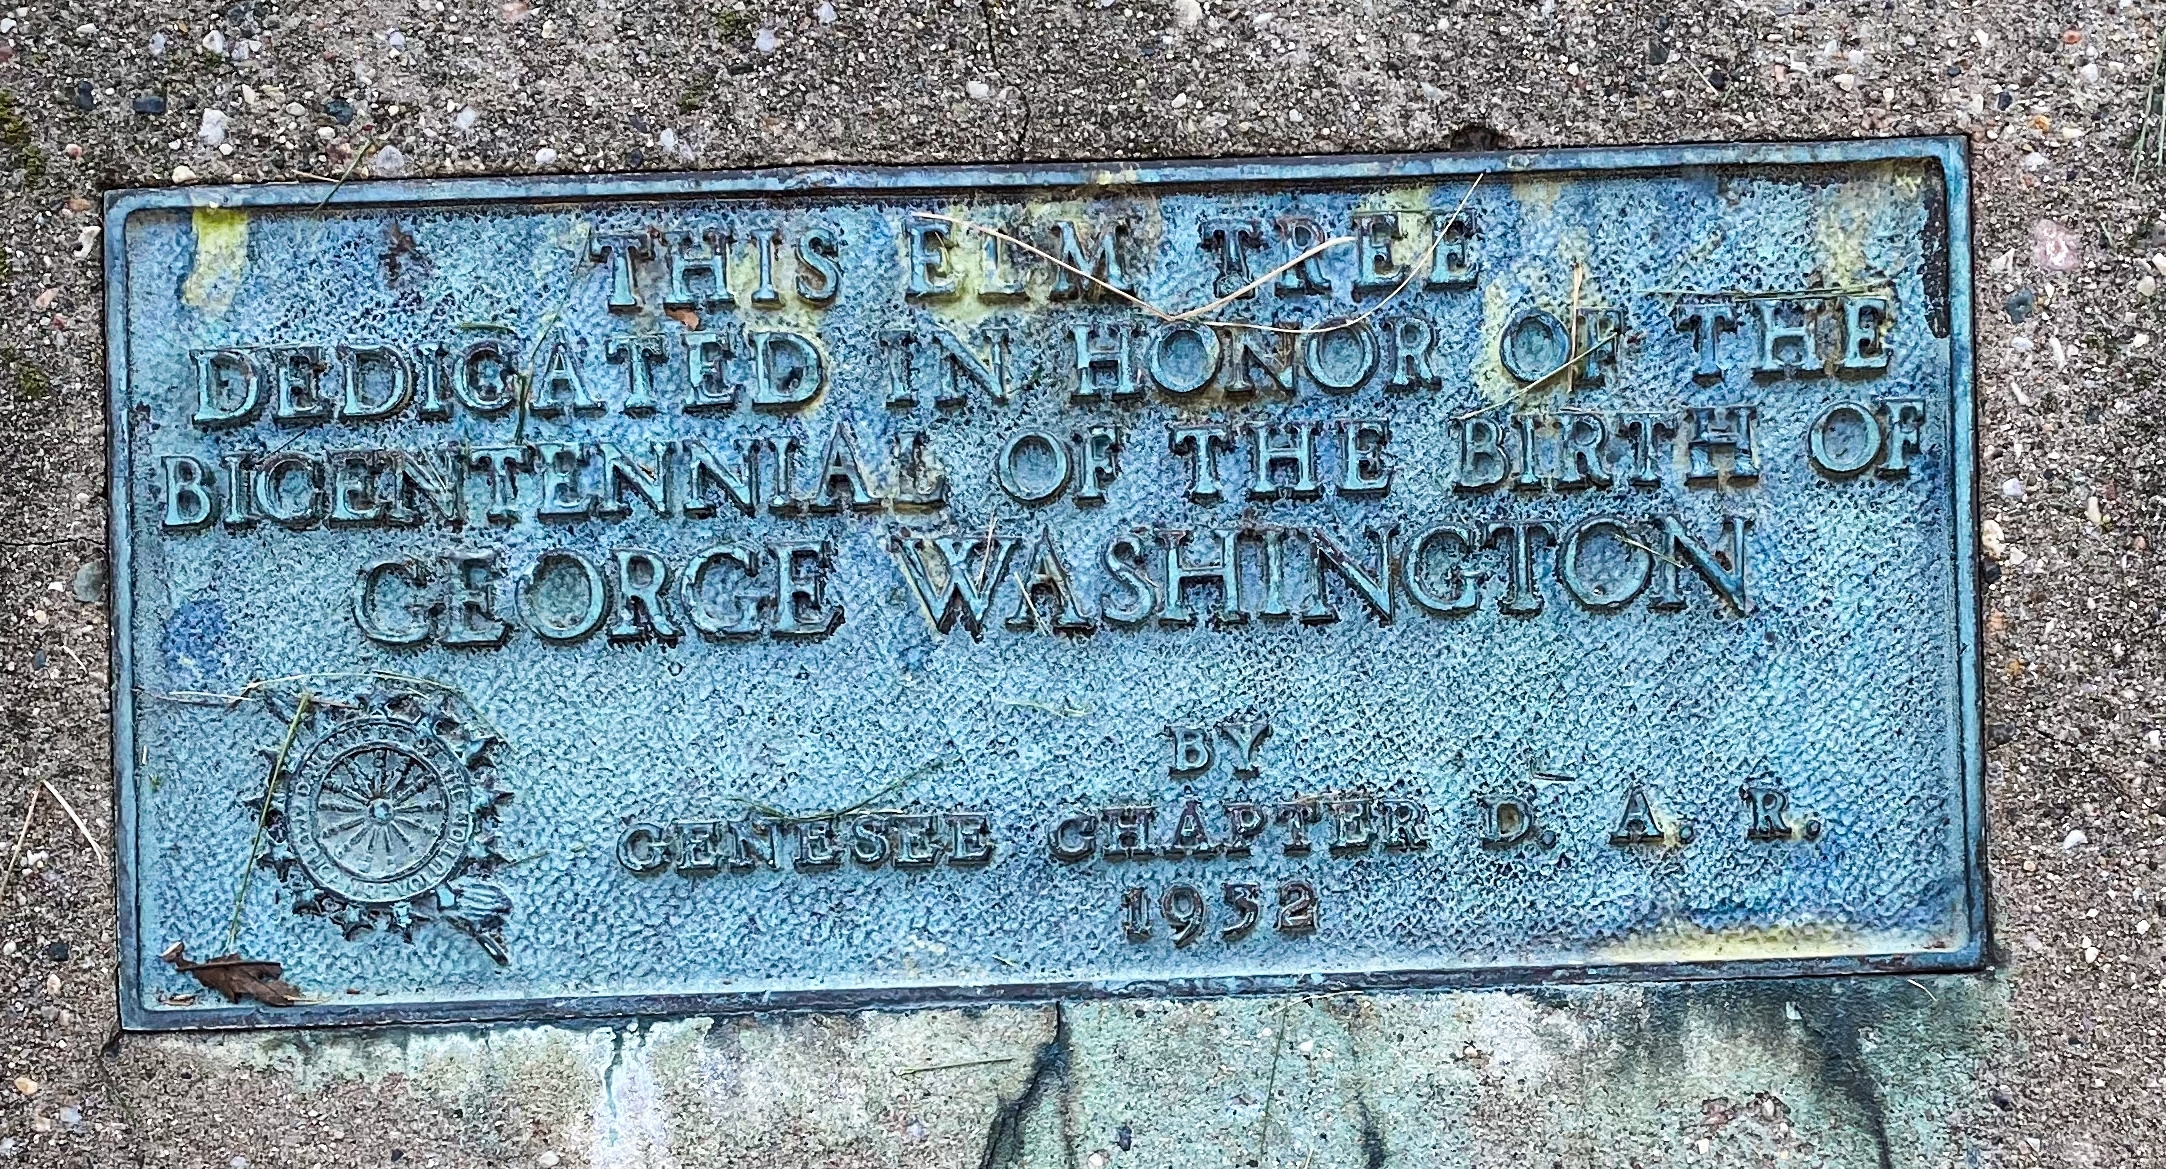 THIS ELM TREE
DEDICATED IN HONOR OF THE
BICENTENNIAL OF THE BIRTH OF
GEORGE WASHINGTON
BY
GENESEE CHAPTER D. A. R.
1932